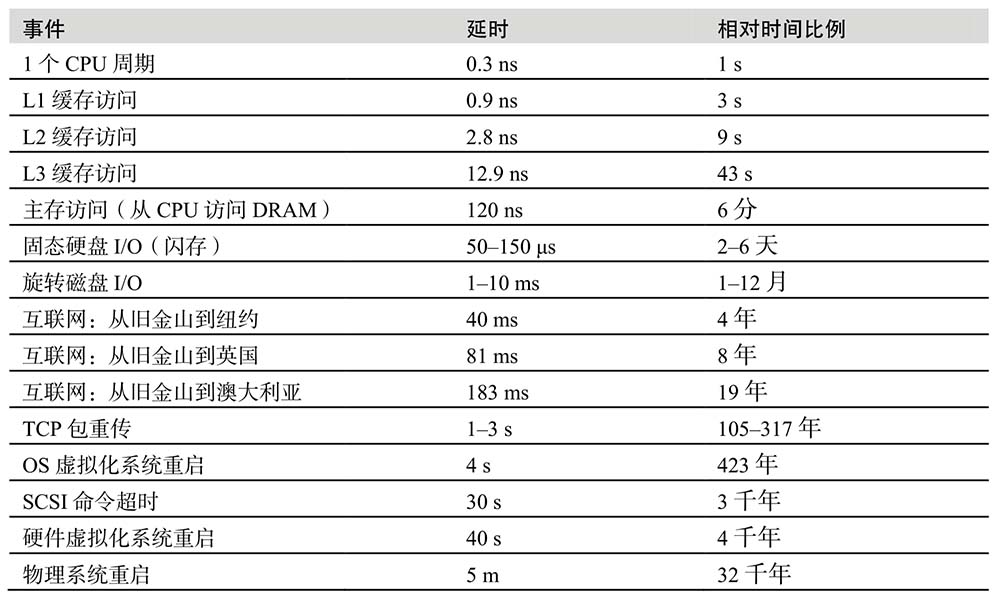 事件 延时 相对时间比例
1 个 CPU 周期 0.3 ns 1 s
L1 缓存访问 0.9 ns 3 s
L2 缓存访问 2.8 ns 9 s
L3 缓存访问 12.9 ns 43 s
主存访问（从 CPU 访问 DRAM） 120 ns 6 分
固态硬盘 I/O（闪存） 50–150 μs 2–6 天
旋转磁盘 I/O 1–10 ms 1–12 月
互联网：从旧金山到纽约 40 ms 4 年
互联网：从旧金山到英国 81 ms 8 年
互联网：从旧金山到澳大利亚 183 ms 19 年
TCP 包重传 1–3 s 105–317 年
OS 虚拟化系统重启 4 s 423 年
SCSI 命令超时 30 s 3 千年
硬件虚拟化系统重启 40 s 4 千年
物理系统重启 5 m 32 千年